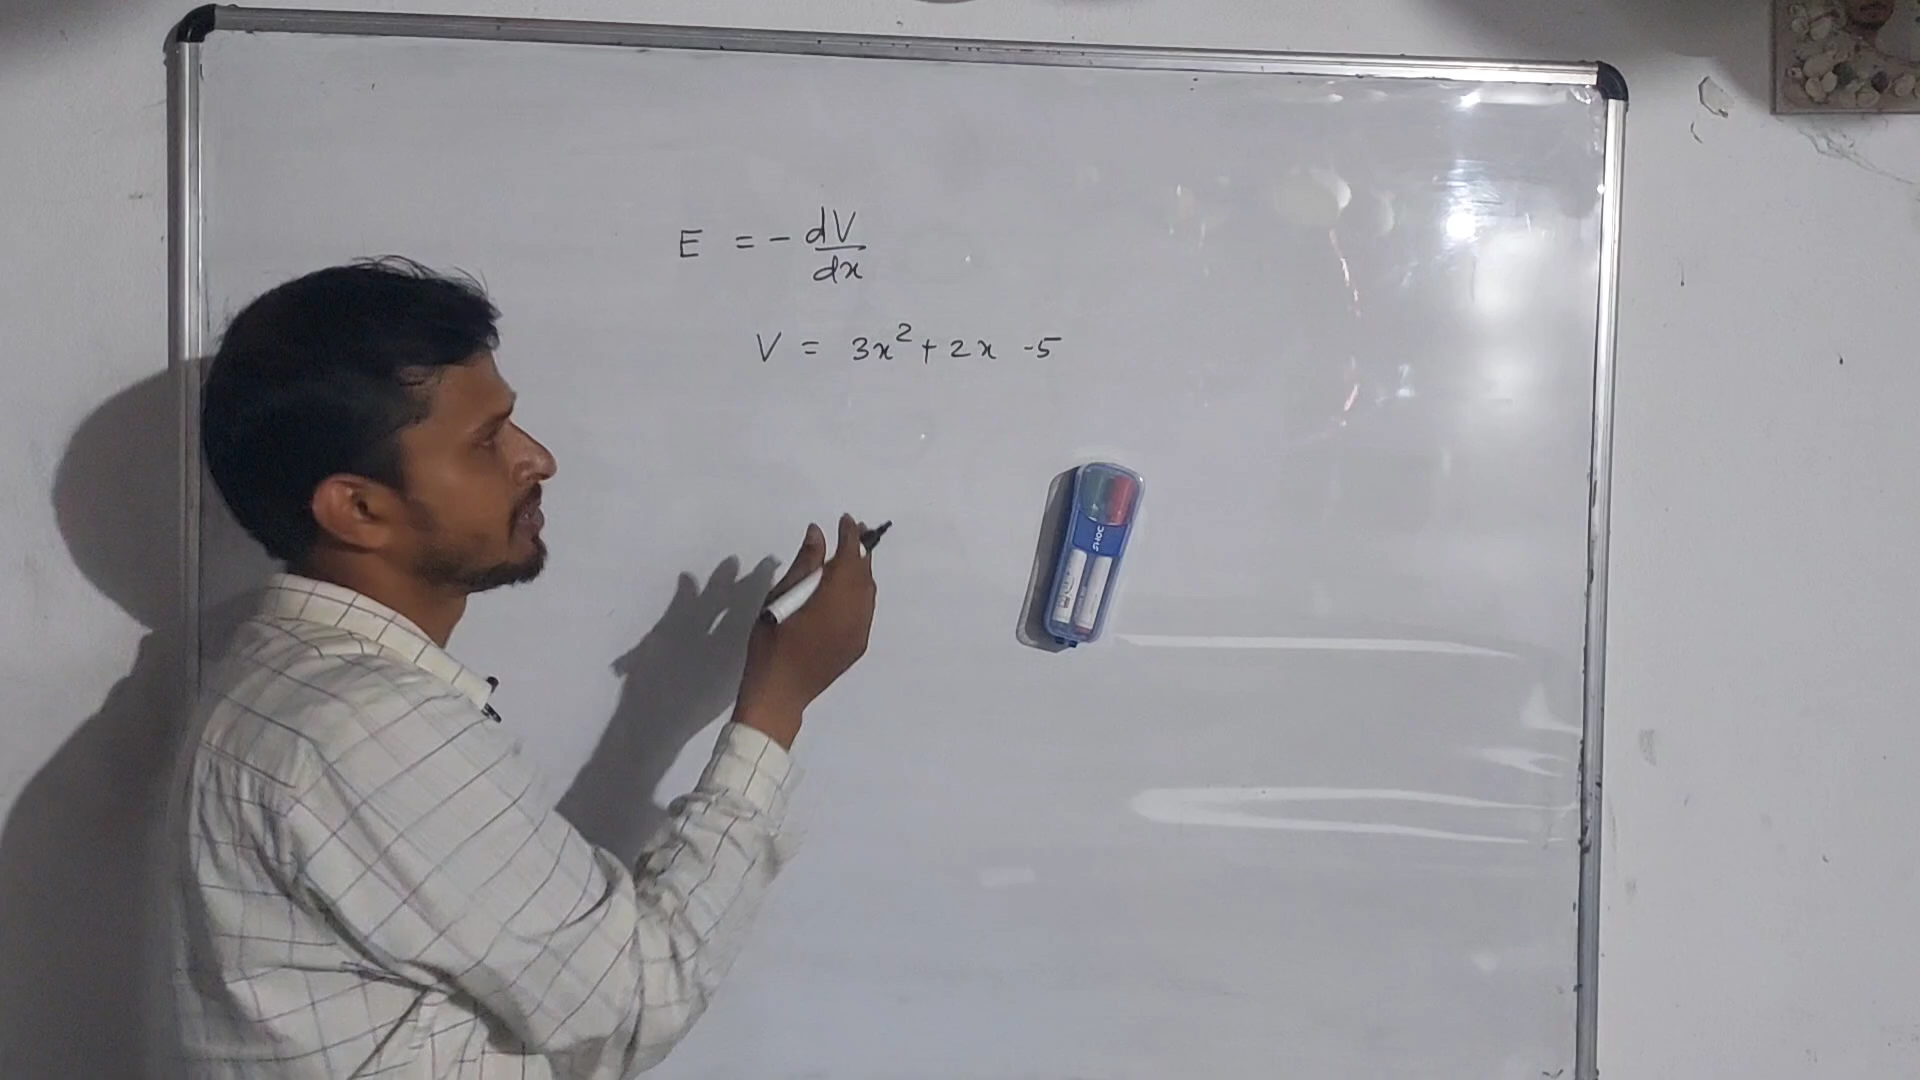 E = - dV/dx
V = 3x² + 2x - 5